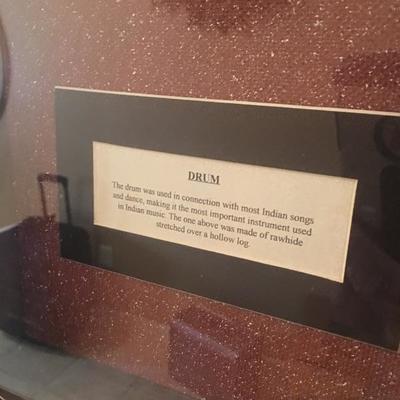 DRUM
The drum was used in connection with most Indian songs
and dance, making it the most important instrument used
in Indian music. The one above was made of rawhide
stretched over a hollow log.